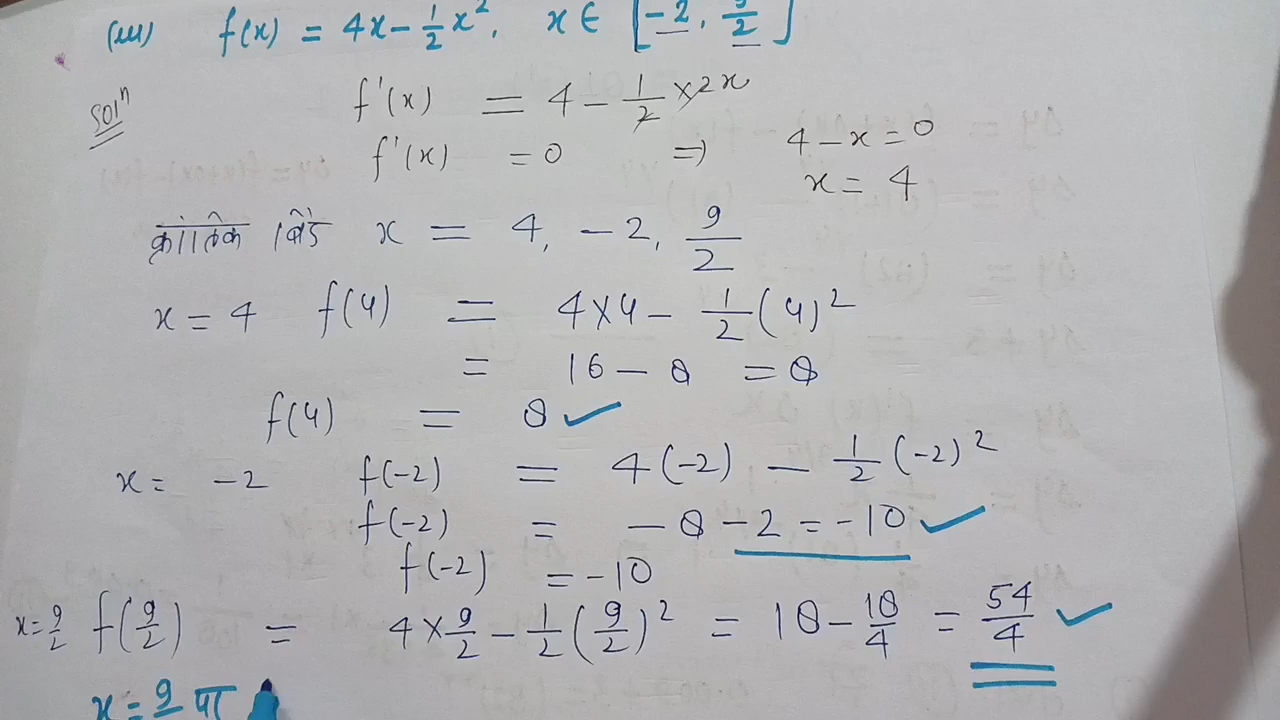 (iii) f(x) = 4x - 1/2 x², x ∈ [-2, 9/2]
Solⁿ f'(x) = 4 - 1/2 × 2x
f'(x) = 0 ⇒ 4 - x = 0
x = 4
क्रांतिक बिंदु x = 4, -2, 9/2
x = 4 f(4) = 4×4 - 1/2 (4)²
= 16 - 8 = 8
f(4) = 8 ✓
x = -2 f(-2) = 4(-2) - 1/2 (-2)²
f(-2) = -8 - 2 = -10 ✓
f(-2) = -10
x = 9/2 f(9/2) = 4 × 9/2 - 1/2 (9/2)² = 18 - 18/4 = 54/4 ✓
x = 9 पर